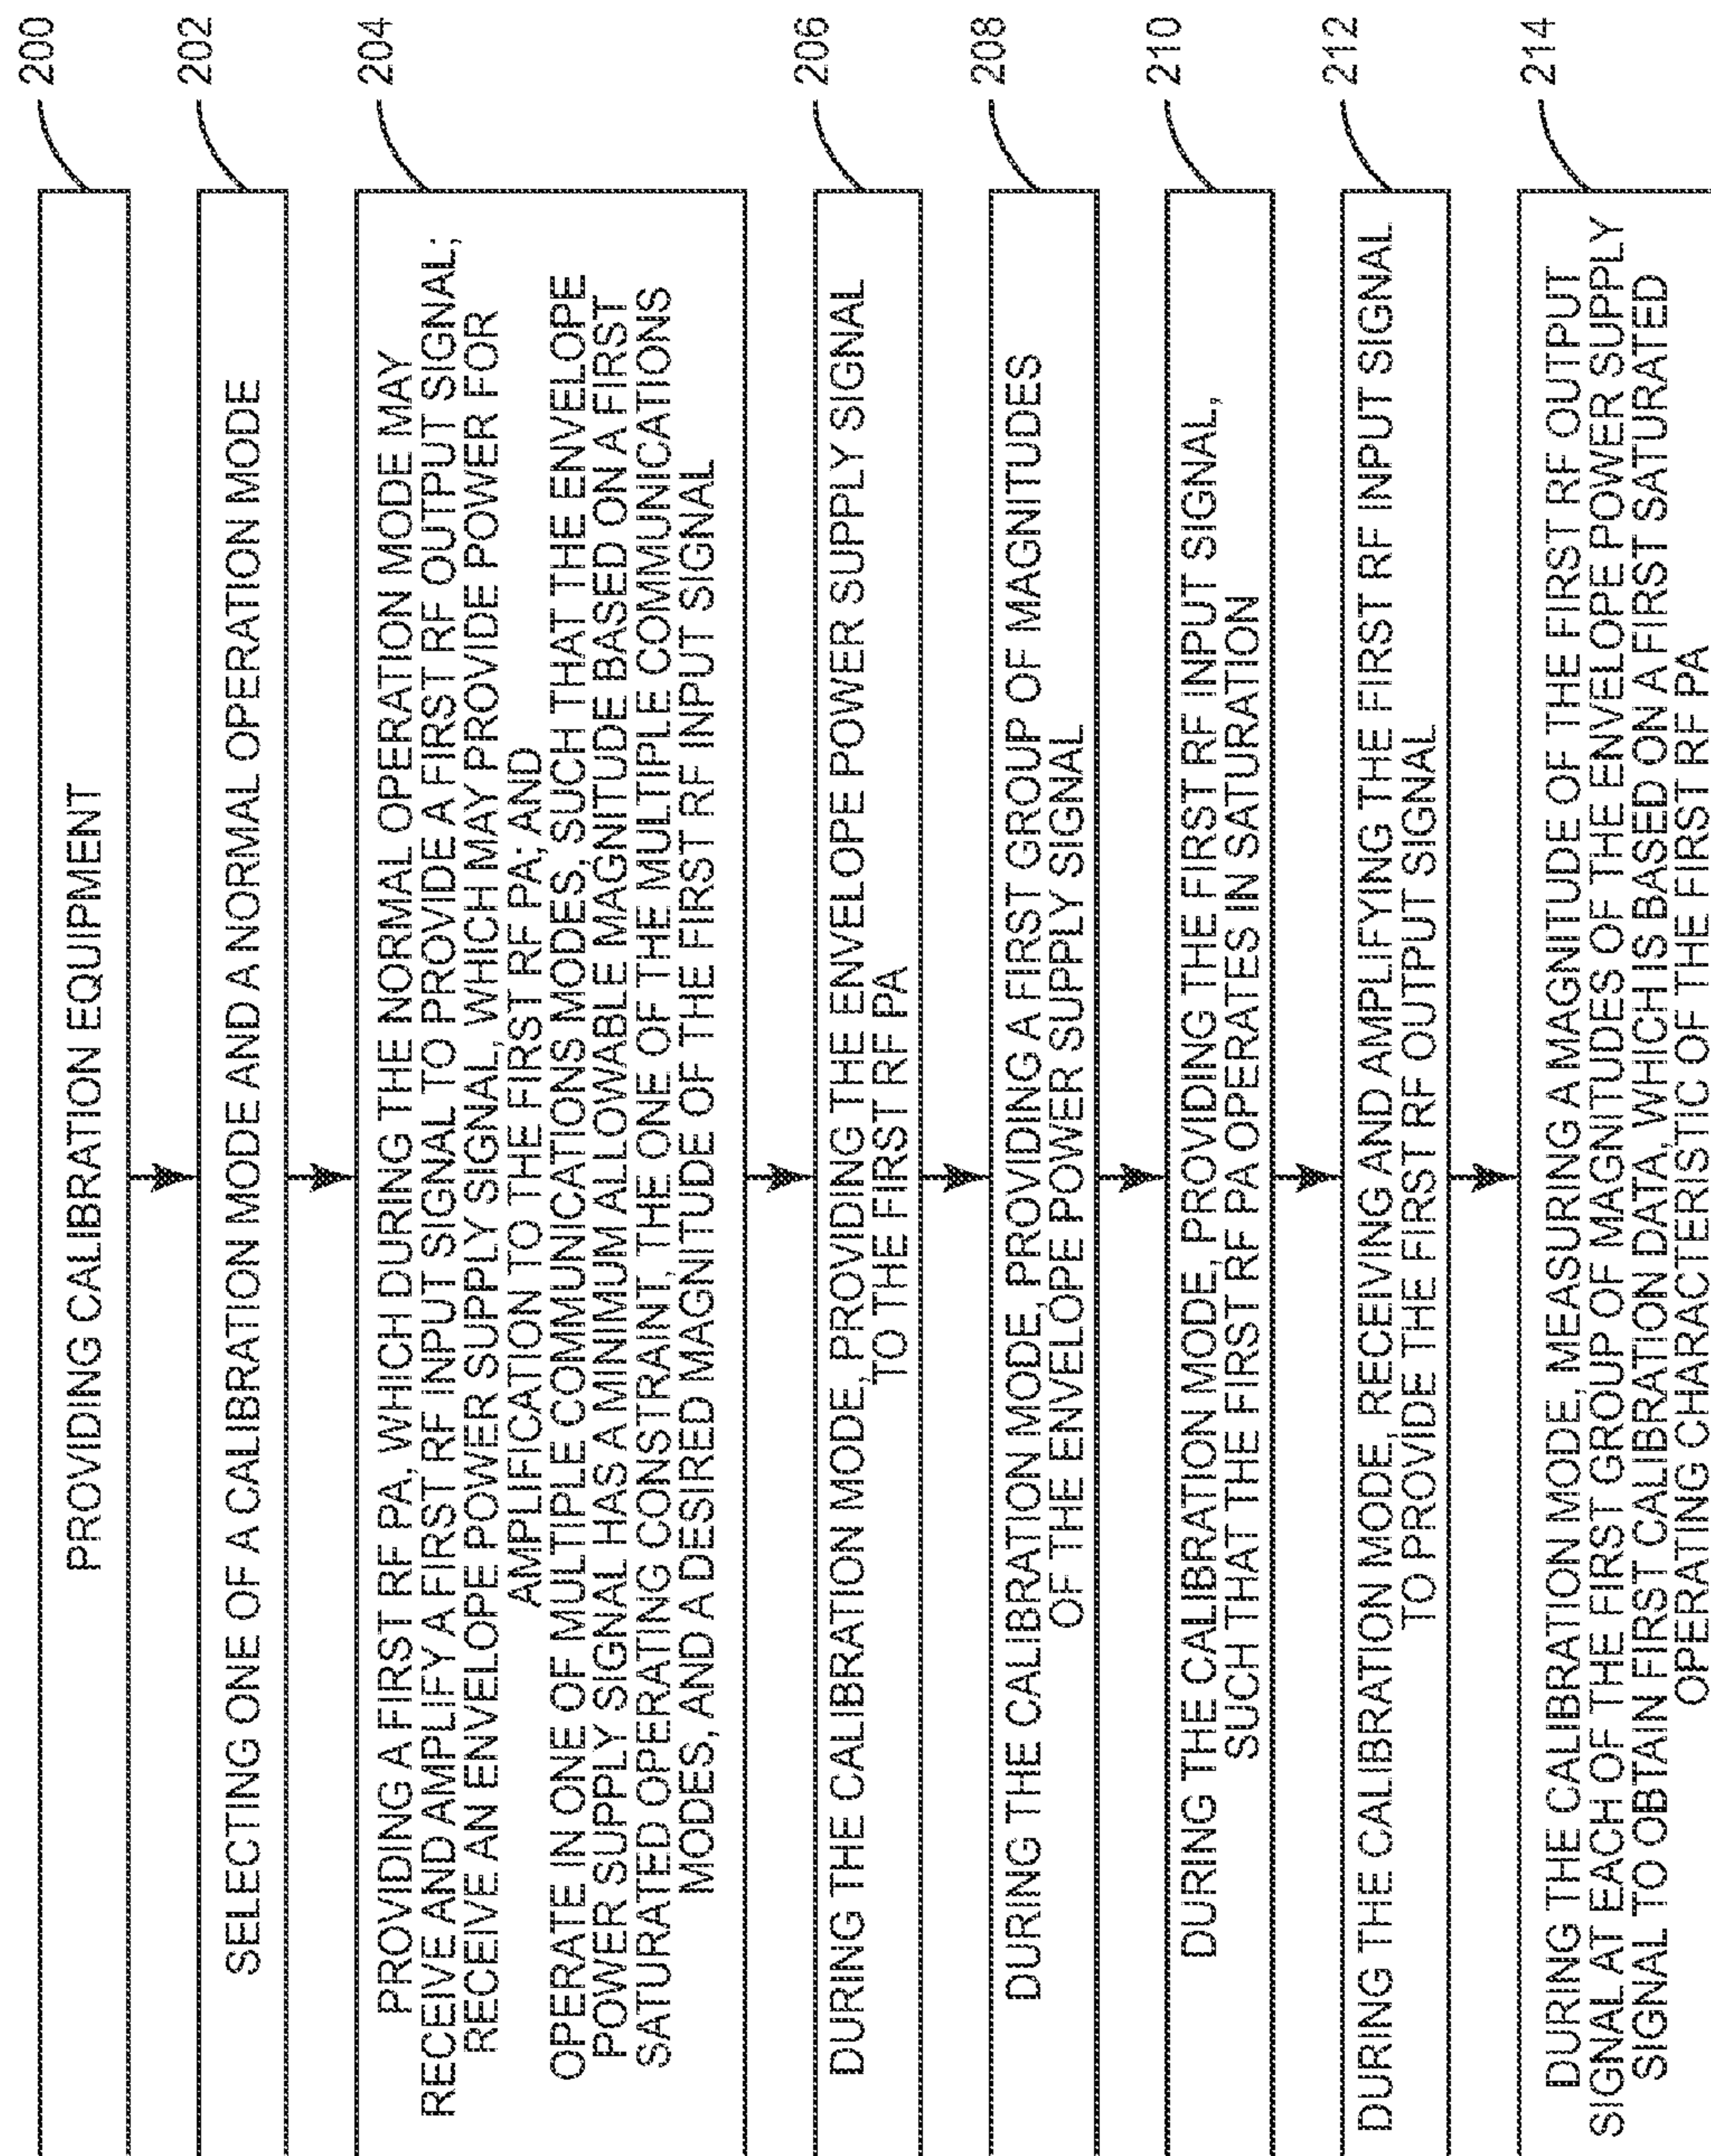 200
PROVIDING CALIBRATION EQUIPMENT
202
SELECTING ONE OF A CALIBRATION MODE AND A NORMAL OPERATION MODE
204
PROVIDING A FIRST RF PA, WHICH DURING THE NORMAL OPERATION MODE MAY
RECEIVE AND AMPLIFY A FIRST RF INPUT SIGNAL TO PROVIDE A FIRST RF OUTPUT SIGNAL;
RECEIVE AN ENVELOPE POWER SUPPLY SIGNAL, WHICH MAY PROVIDE POWER FOR
AMPLIFICATION TO THE FIRST RF PA; AND
OPERATE IN ONE OF MULTIPLE COMMUNICATIONS MODES, SUCH THAT THE ENVELOPE
POWER SUPPLY SIGNAL HAS A MINIMUM ALLOWABLE MAGNITUDE BASED ON A FIRST
SATURATED OPERATING CONSTRAINT, THE ONE OF THE MULTIPLE COMMUNICATIONS
MODES, AND A DESIRED MAGNITUDE OF THE FIRST RF INPUT SIGNAL
206
DURING THE CALIBRATION MODE, PROVIDING THE ENVELOPE POWER SUPPLY SIGNAL
TO THE FIRST RF PA
208
DURING THE CALIBRATION MODE, PROVIDING A FIRST GROUP OF MAGNITUDES
OF THE ENVELOPE POWER SUPPLY SIGNAL
210
DURING THE CALIBRATION MODE, PROVIDING THE FIRST RF INPUT SIGNAL,
SUCH THAT THE FIRST RF PA OPERATES IN SATURATION
212
DURING THE CALIBRATION MODE, RECEIVING AND AMPLIFYING THE FIRST RF INPUT SIGNAL
TO PROVIDE THE FIRST RF OUTPUT SIGNAL
214
DURING THE CALIBRATION MODE, MEASURING A MAGNITUDE OF THE FIRST RF OUTPUT
SIGNAL AT EACH OF THE FIRST GROUP OF MAGNITUDES OF THE ENVELOPE POWER SUPPLY
SIGNAL TO OBTAIN FIRST CALIBRATION DATA, WHICH IS BASED ON A FIRST SATURATED
OPERATING CHARACTERISTIC OF THE FIRST RF PA